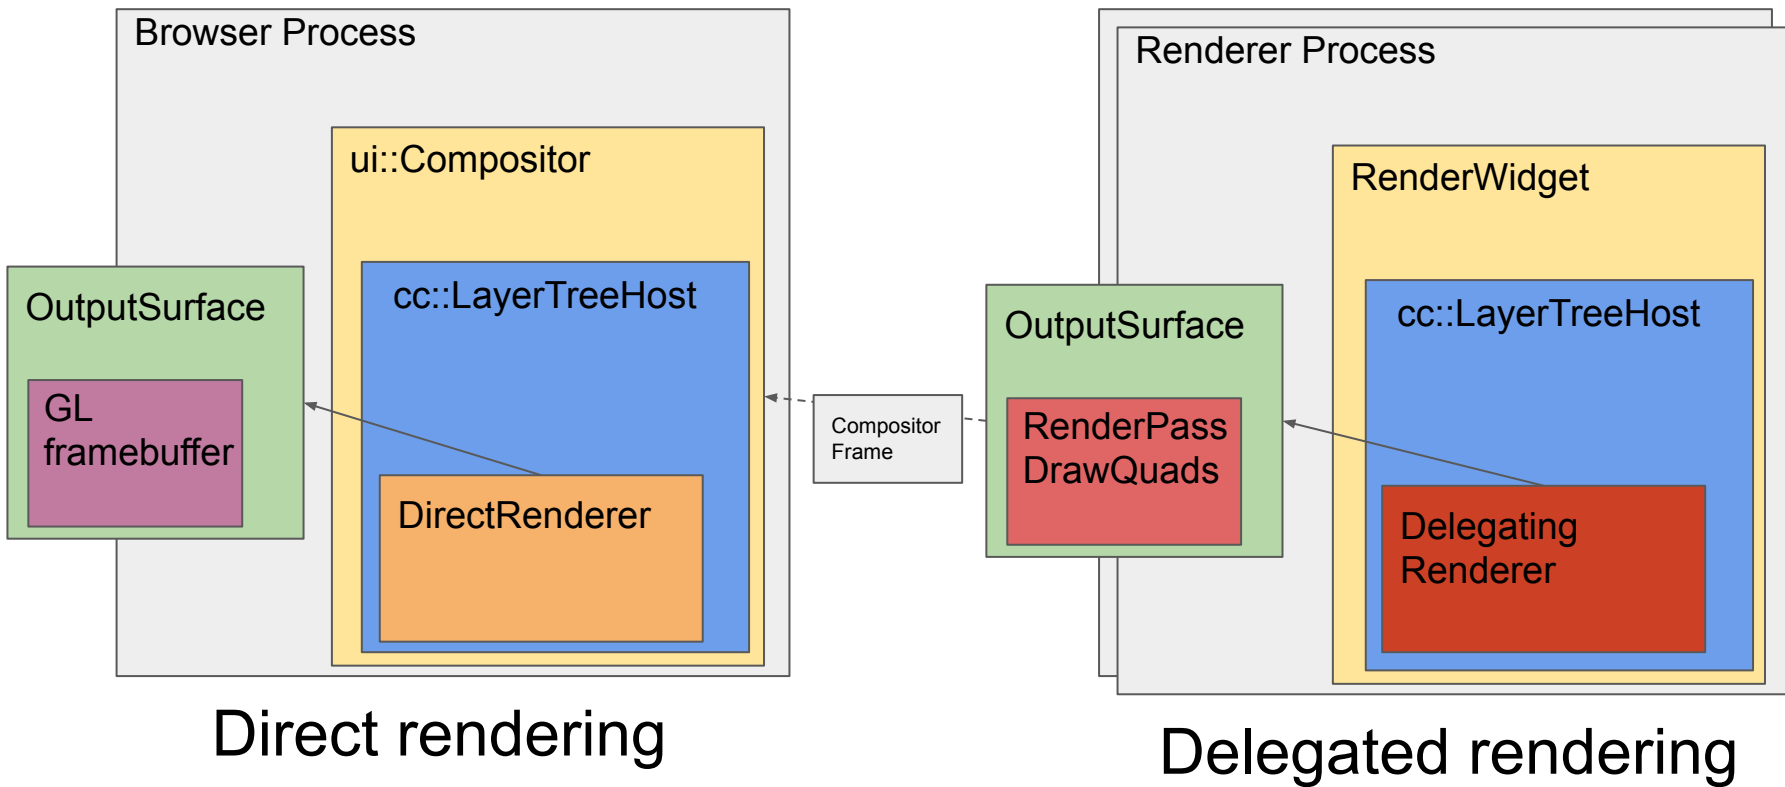 Browser Process
ui::Compositor
cc::LayerTreeHost
OutputSurface
GL
framebuffer
DirectRenderer
Direct rendering
Compositor
Frame
Renderer Process
RenderWidget
cc::LayerTreeHost
OutputSurface
RenderPass
DrawQuads
Delegating
Renderer
Delegated rendering